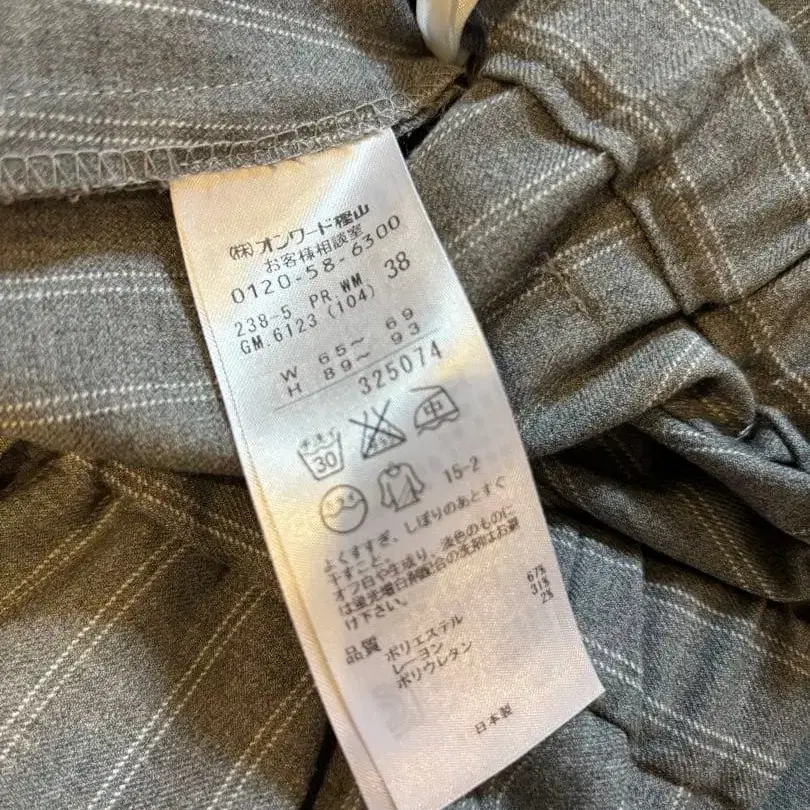 (株)オンワード樫山
お客様相談室
0120-58-6300
238-5 PR WM 38
GM.6123 (104)
W 65～ 69
H 89～ 93
325074
手洗イ
30
中
15-2
よくすすぎ、しぼりのあとすぐ
干すこと。
オフ白や生成り、淡色のものに
は蛍光増白剤配合の洗剤はお避
け下さい。
品質 ポリエステル 67%
レーヨン 31%
ポリウレタン 2%
日本製